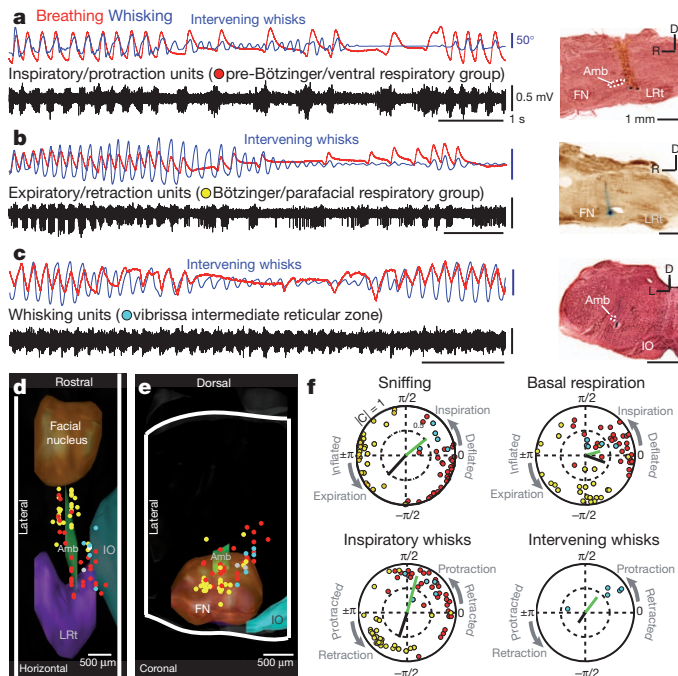 a Breathing Whisking Intervening whisks
50°
Inspiratory/protraction units (pre-Bötzinger/ventral respiratory group)
0.5 mV
1 s
D
R
Amb
FN
LRt
1 mm
b
Intervening whisks
Expiratory/retraction units (Bötzinger/parafacial respiratory group)
R
FN
LRt
c
Intervening whisks
Whisking units (vibrissa intermediate reticular zone)
D
L
Amb
IO
d Rostral
Facial
nucleus
Lateral
Amb
IO
LRt
500 µm
Horizontal
e Dorsal
Lateral
Amb
FN
IO
500 µm
Coronal
f
Sniffing
π/2
|C| = 1
0.5
Inspiration
Inflated
±π
0
Deflated
Expiration
−π/2
Basal respiration
π/2
Inspiration
Inflated
±π
0
Deflated
Expiration
−π/2
Inspiratory whisks
π/2
Protraction
Protracted
±π
0
Retracted
Retraction
−π/2
Intervening whisks
π/2
Protraction
Protracted
±π
0
Retracted
Retraction
−π/2